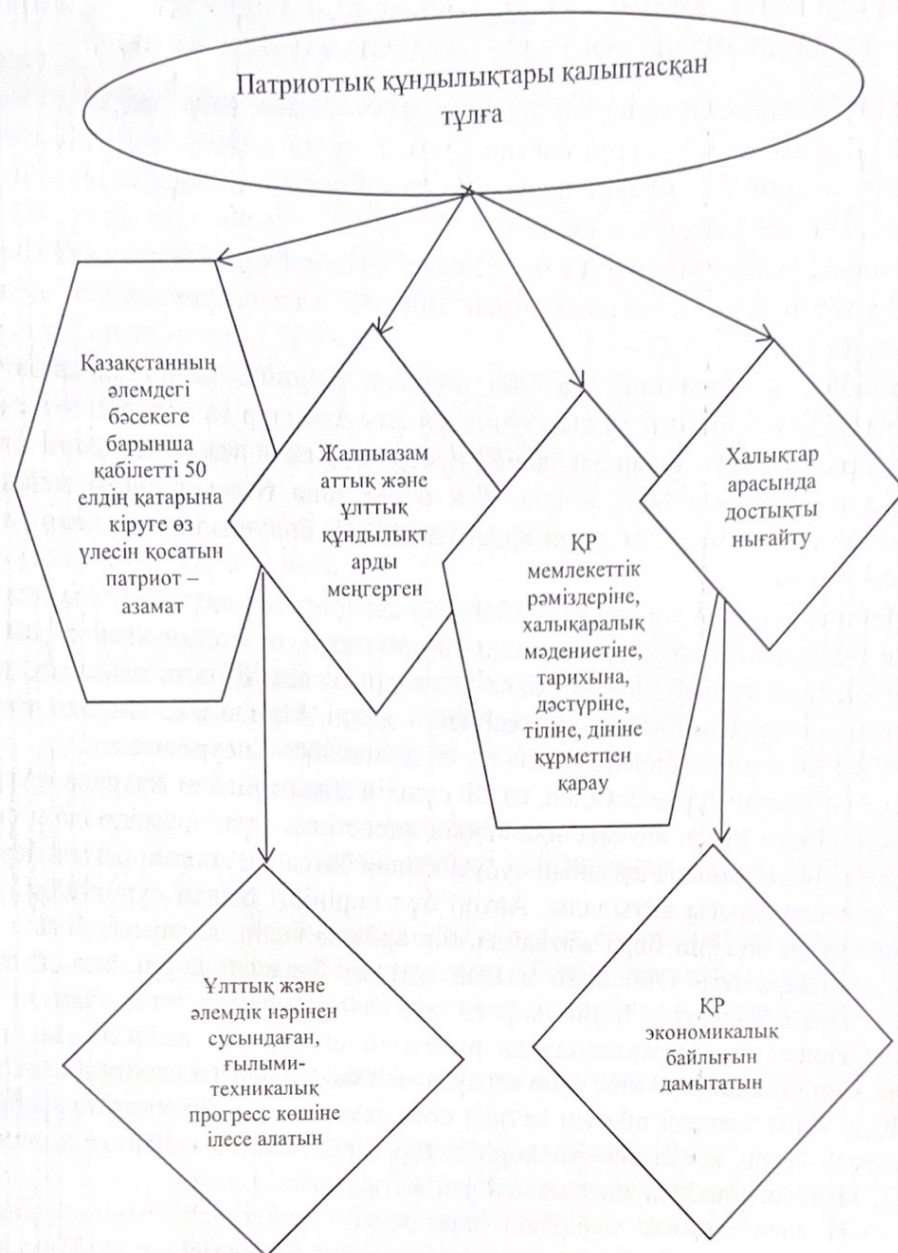 Патриоттық құндылықтары қалыптасқан
тұлға
Қазақстанның
әлемдегі
бәсекеге
барынша
қабілетті 50
елдің қатарына
кіруге өз
үлесін қосатын
патриот –
азамат
Жалпыазам
аттық және
ұлттық
құндылықт
арды
меңгерген
ҚР
мемлекеттік
рәміздеріне,
халықаралық
мәдениетіне,
тарихына,
дәстүріне,
тіліне, дініне
құрметпен
қарау
Халықтар
арасында
достықты
нығайту
Ұлттық және
әлемдік нәрінен
сусындаған,
ғылыми-
техникалық
прогресс көшіне
ілесе алатын
ҚР
экономикалық
байлығын
дамытатын